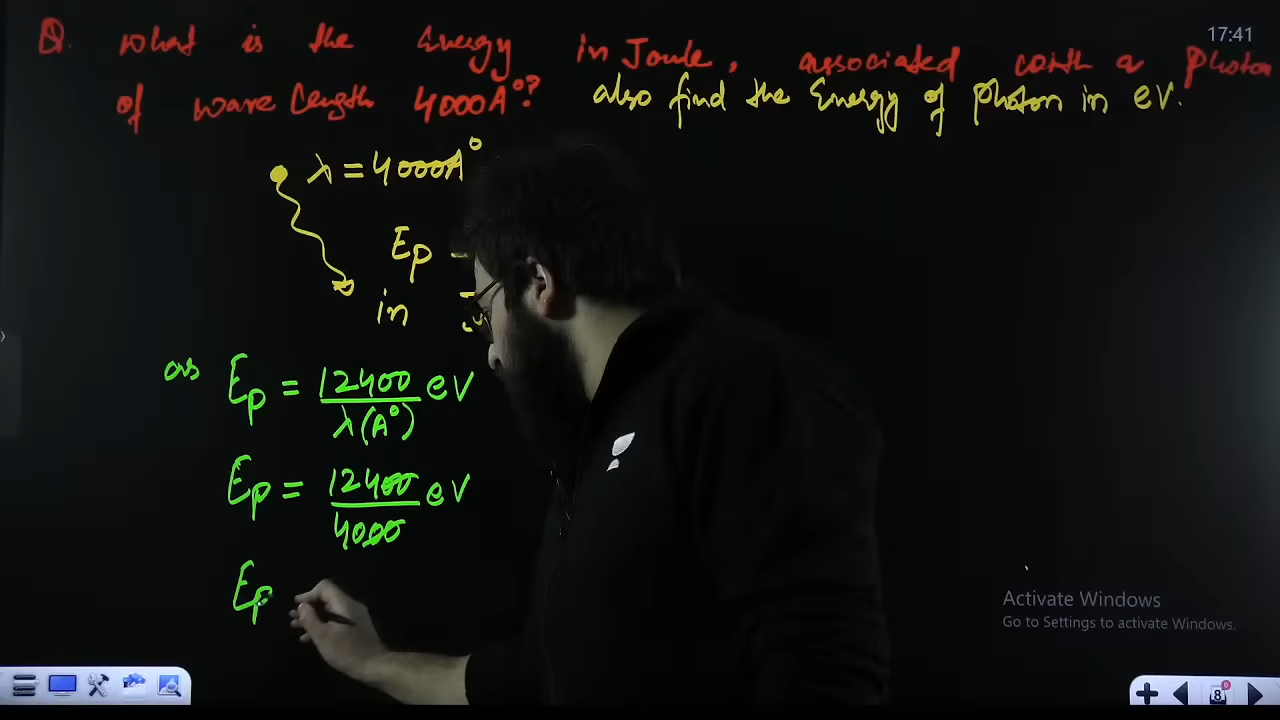 17:41
Q. What is the Energy in Joule, associated with a photon
of wave length 4000A°? also find the Energy of photon in eV.
λ = 4000A°
Ep
in
as Ep = 12400/λ(A°) eV
Ep = 12400/4000 eV
Ep
Activate Windows
Go to Settings to activate Windows.
8